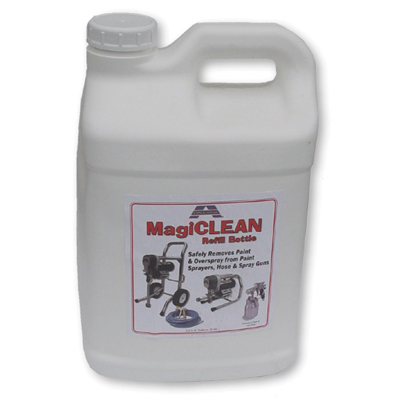 MagiCLEAN
Refill Bottle
Safely Removes Paint
& Overspray from Paint
Sprayers, Hose & Spray Guns